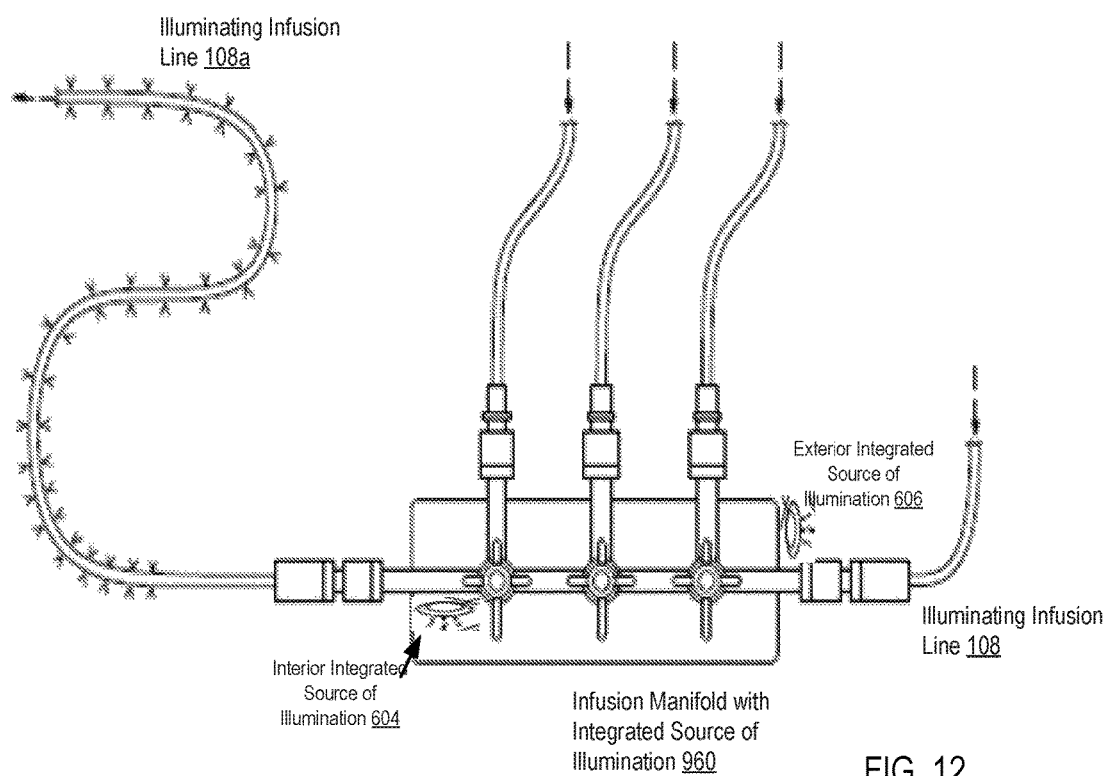 Illuminating Infusion
Line 108a
Exterior Integrated
Source of
Illumination 606
Illuminating Infusion
Line 108
Interior Integrated
Source of
Illumination 604
Infusion Manifold with
Integrated Source of
Illumination 960
FIG. 12